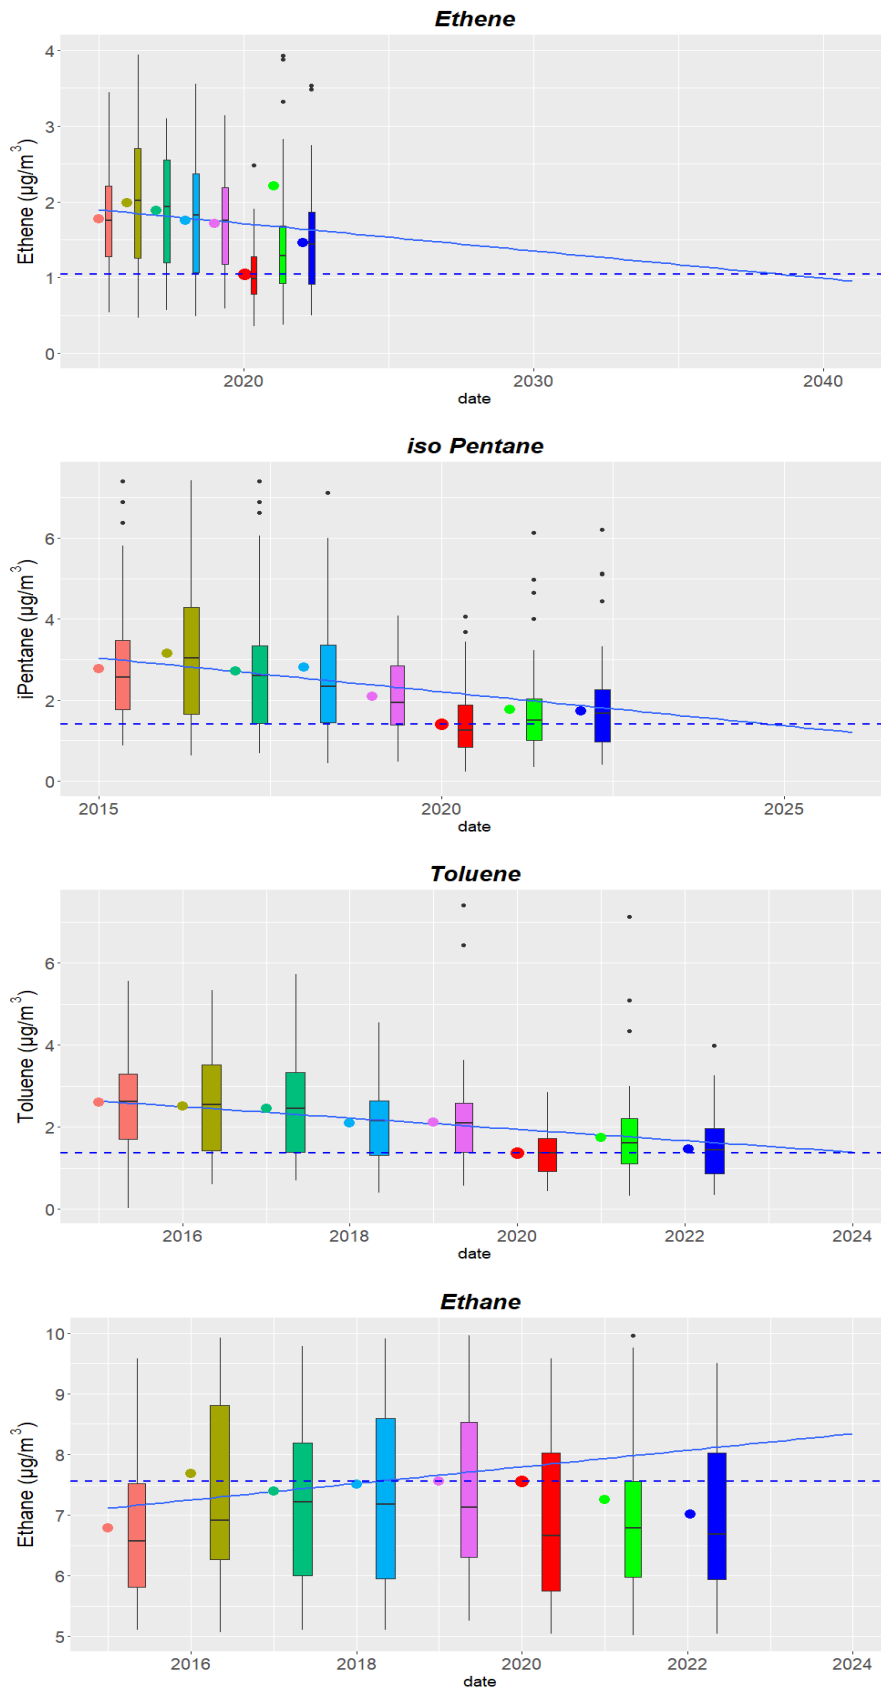 Ethene
4
3
2
1
0
Ethene (µg/m³)
2020 2030 2040
date
iso Pentane
6
4
2
0
iPentane (µg/m³)
2015 2020 2025
date
Toluene
6
4
2
0
Toluene (µg/m³)
2016 2018 2020 2022 2024
date
Ethane
10
9
8
7
6
5
Ethane (µg/m³)
2016 2018 2020 2022 2024
date